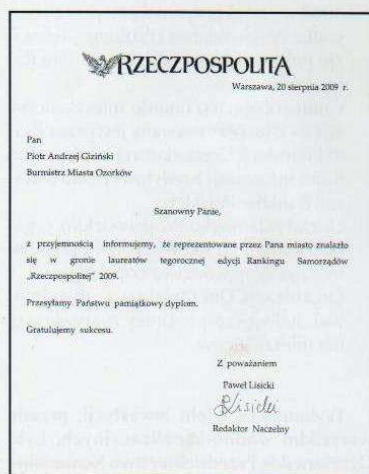 RZECZPOSPOLITA
Warszawa, 20 sierpnia 2009 r.
Pan
Piotr Andrzej Giziński
Burmistrz Miasta Ozorków
Szanowny Panie,
z przyjemnością informujemy, że reprezentowane przez Pana miasto znalazło
się w gronie laureatów tegorocznej edycji Rankingu Samorządów
„Rzeczpospolitej” 2009.
Przesyłamy Państwu pamiątkowy dyplom.
Gratulujemy sukcesu.
Z poważaniem
Paweł Lisicki
Lisicki
Redaktor Naczelny